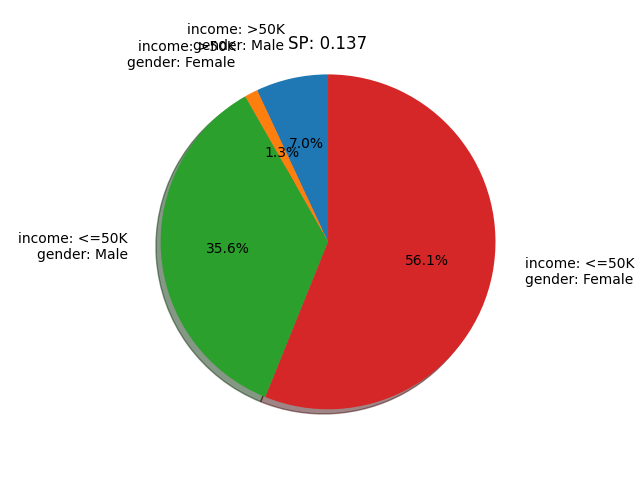 income: >50K
gender: Male
SP: 0.137
income: >50K
gender: Female
7.0%
1.3%
income: <=50K
gender: Male
35.6%
56.1%
income: <=50K
gender: Female